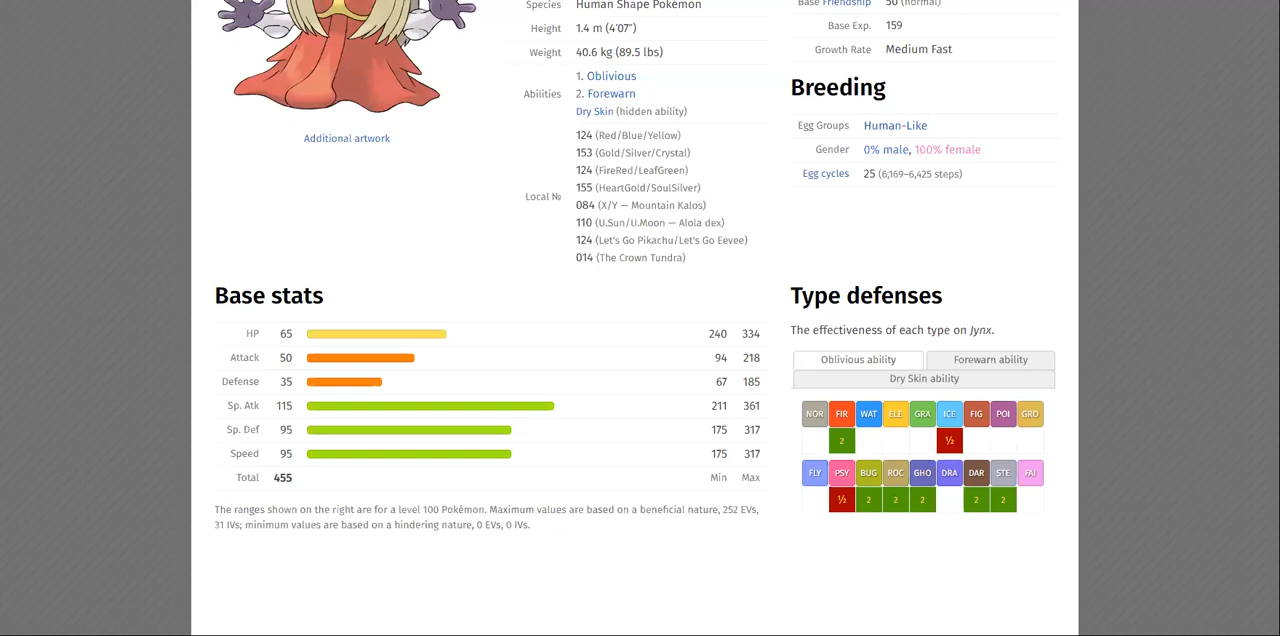 Species Human Shape Pokémon
Height 1.4 m (4′07″)
Weight 40.6 kg (89.5 lbs)
Abilities
1. Oblivious
2. Forewarn
Dry Skin (hidden ability)
Local №
124 (Red/Blue/Yellow)
153 (Gold/Silver/Crystal)
124 (FireRed/LeafGreen)
155 (HeartGold/SoulSilver)
084 (X/Y — Mountain Kalos)
110 (U.Sun/U.Moon — Alola dex)
124 (Let's Go Pikachu/Let's Go Eevee)
014 (The Crown Tundra)
Additional artwork
Base Friendship 50 (normal)
Base Exp. 159
Growth Rate Medium Fast
Breeding
Egg Groups Human-Like
Gender 0% male, 100% female
Egg cycles 25 (6,169–6,425 steps)
Base stats
HP 65 240 334
Attack 50 94 218
Defense 35 67 185
Sp. Atk 115 211 361
Sp. Def 95 175 317
Speed 95 175 317
Total 455 Min Max
The ranges shown on the right are for a level 100 Pokémon. Maximum values are based on a beneficial nature, 252 EVs,
31 IVs; minimum values are based on a hindering nature, 0 EVs, 0 IVs.
Type defenses
The effectiveness of each type on Jynx.
Oblivious ability Forewarn ability
Dry Skin ability
NOR FIR WAT ELE GRA ICE FIG POI GRO
2 ½
FLY PSY BUG ROC GHO DRA DAR STE FAI
½ 2 2 2 2 2